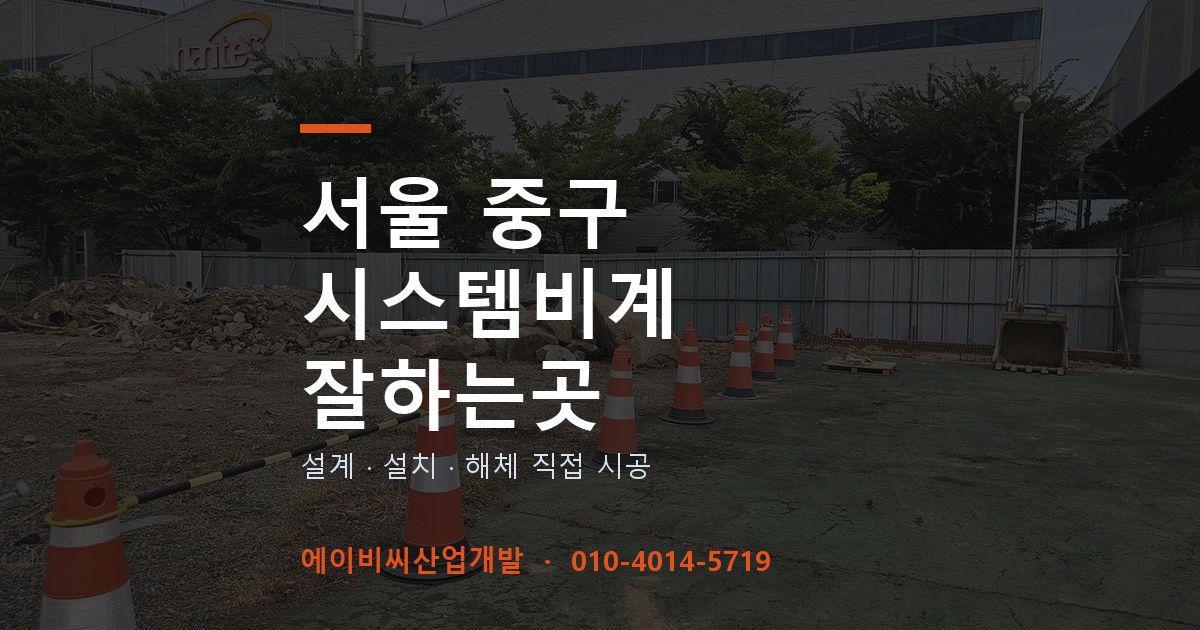 hantes
서울 중구
시스템비계
잘하는곳
설계 · 설치 · 해체 직접 시공
에이비씨산업개발 · 010-4014-5719